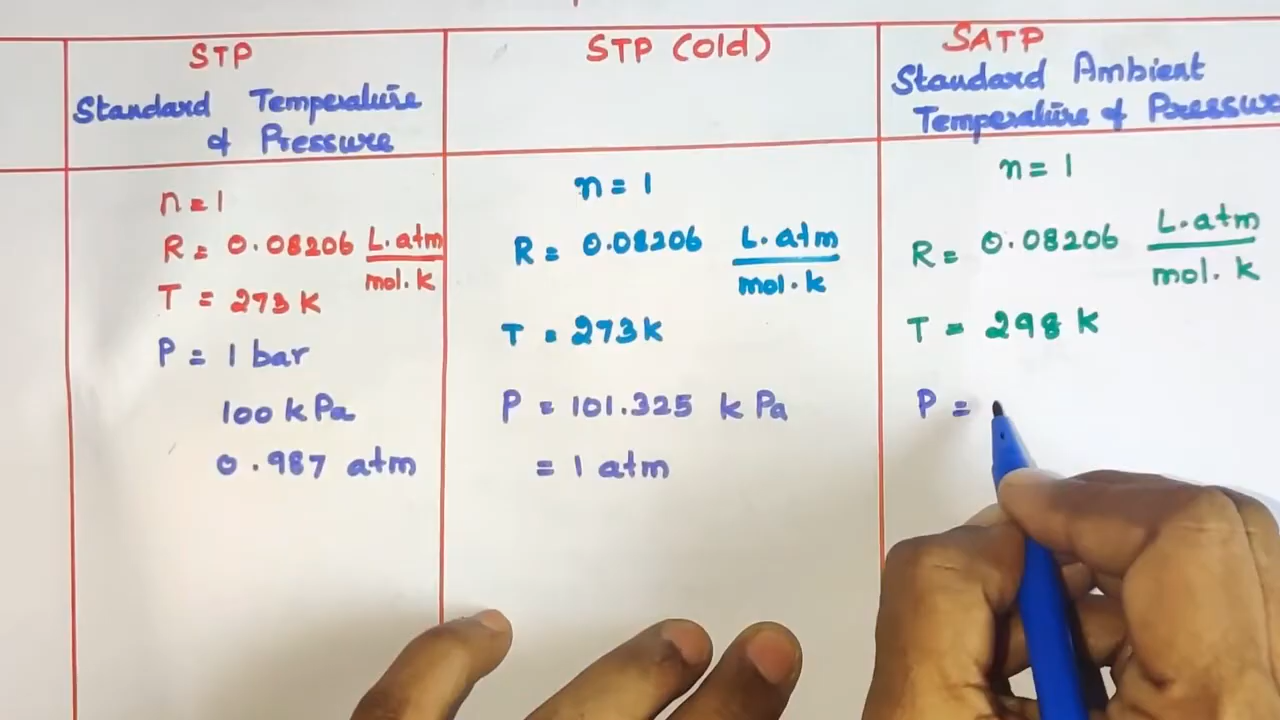 STP
Standard Temperature
of Pressure
n = 1
R = 0.08206 L.atm
mol.k
T = 273 K
P = 1 bar
100 k Pa
0.987 atm
STP (old)
n = 1
R = 0.08206 L.atm
mol.k
T = 273 k
P = 101.325 k Pa
= 1 atm
SATP
Standard Ambient
Temperature of Pressure
n = 1
R = 0.08206 L.atm
mol.k
T = 298 k
P =